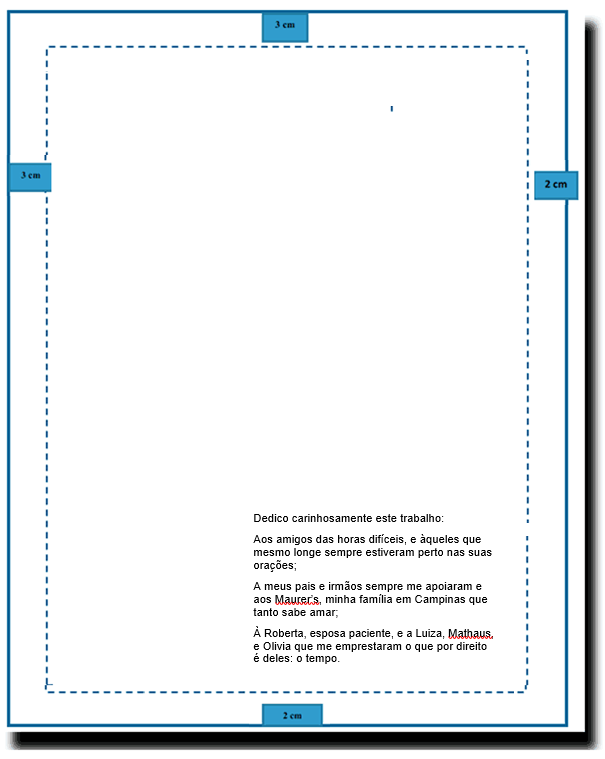 3 cm
3 cm
2 cm
Dedico carinhosamente este trabalho:
Aos amigos das horas difíceis, e àqueles que
mesmo longe sempre estiveram perto nas suas
orações;
A meus pais e irmãos sempre me apoiaram e
aos Maurer's, minha família em Campinas que
tanto sabe amar;
À Roberta, esposa paciente, e a Luiza, Mathaus,
e Olivia que me emprestaram o que por direito
é deles: o tempo.
2 cm